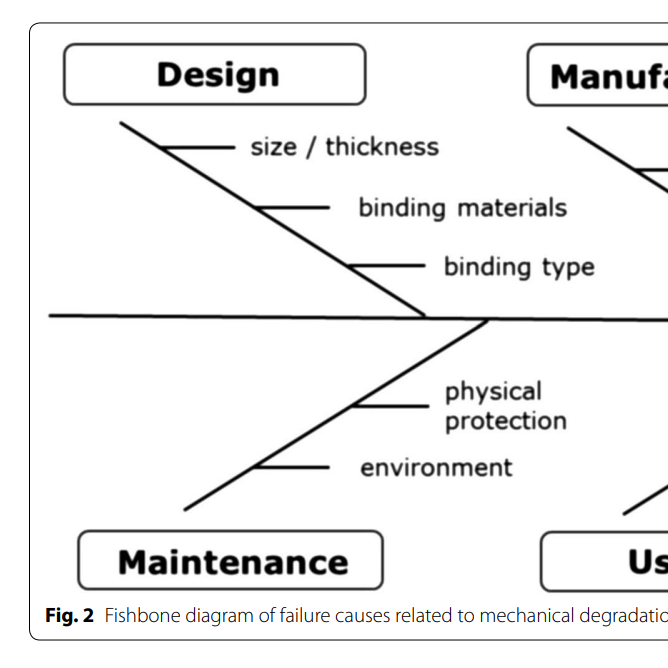 Design
Manufa
size / thickness
binding materials
binding type
physical
protection
environment
Maintenance
Us
Fig. 2 Fishbone diagram of failure causes related to mechanical degradatio